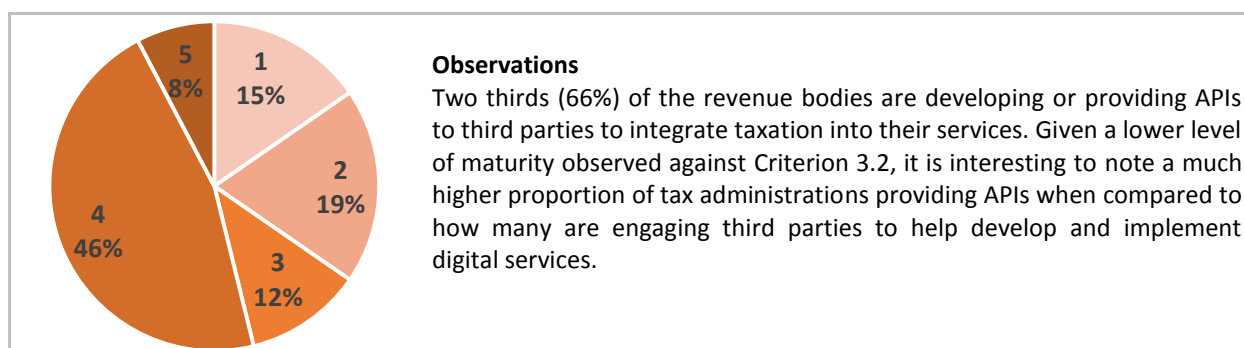 5
8%
1
15%
2
19%
3
12%
4
46%
Observations
Two thirds (66%) of the revenue bodies are developing or providing APIs
to third parties to integrate taxation into their services. Given a lower level
of maturity observed against Criterion 3.2, it is interesting to note a much
higher proportion of tax administrations providing APIs when compared to
how many are engaging third parties to help develop and implement
digital services.